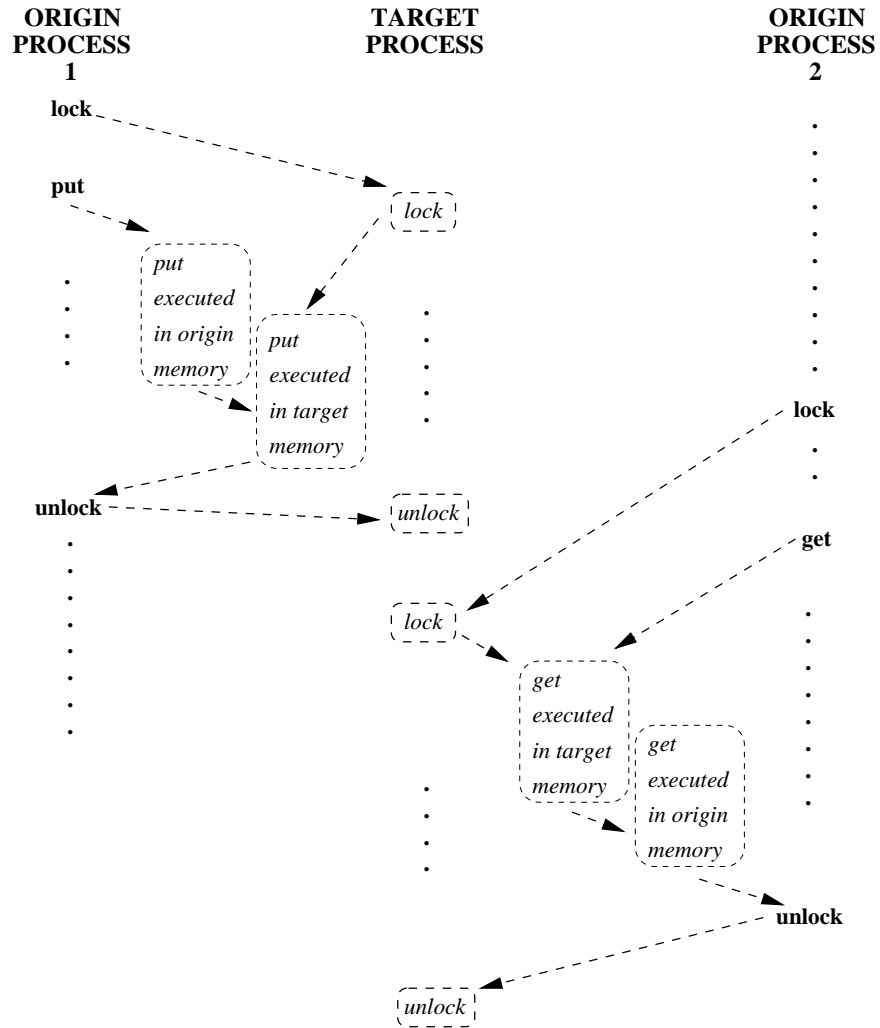 ORIGIN
PROCESS
1
TARGET
PROCESS
ORIGIN
PROCESS
2
lock
put
lock
put
executed
in origin
memory
put
executed
in target
memory
lock
unlock
unlock
get
lock
get
executed
in target
memory
get
executed
in origin
memory
unlock
unlock